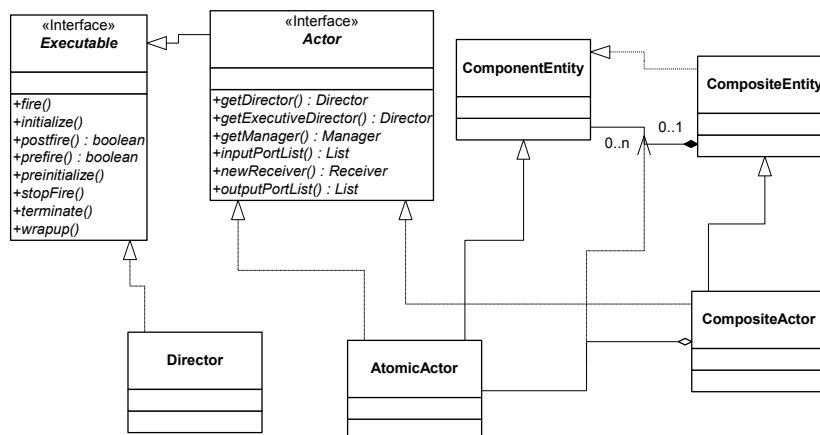 «Interface»
Executable
+fire()
+initialize()
+postfire() : boolean
+prefire() : boolean
+preinitialize()
+stopFire()
+terminate()
+wrapup()
«Interface»
Actor
+getDirector() : Director
+getExecutiveDirector() : Director
+getManager() : Manager
+inputPortList() : List
+newReceiver() : Receiver
+outputPortList() : List
ComponentEntity
CompositeEntity
0..n
0..1
Director
AtomicActor
CompositeActor